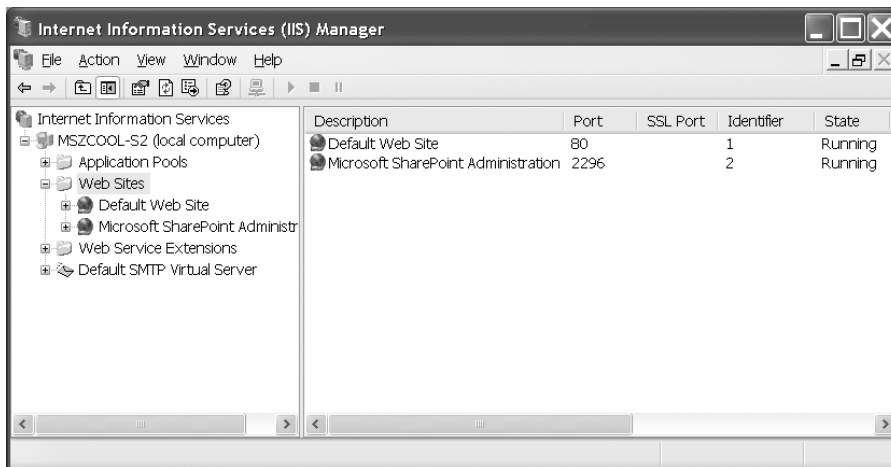 Internet Information Services (IIS) Manager
File Action View Window Help
Internet Information Services
MSZCOOL-S2 (local computer)
Application Pools
Web Sites
Default Web Site
Microsoft SharePoint Administr
Web Service Extensions
Default SMTP Virtual Server
Description Port SSL Port Identifier State
Default Web Site 80 1 Running
Microsoft SharePoint Administration 2296 2 Running